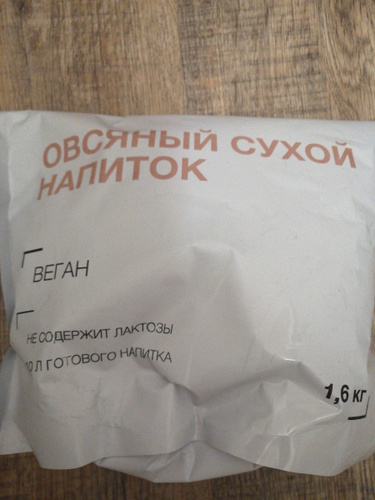 ОВСЯНЫЙ СУХОЙ
НАПИТОК
ВЕГАН
НЕ СОДЕРЖИТ ЛАКТОЗЫ
Л ГОТОВОГО НАПИТКА
1,6 КГ